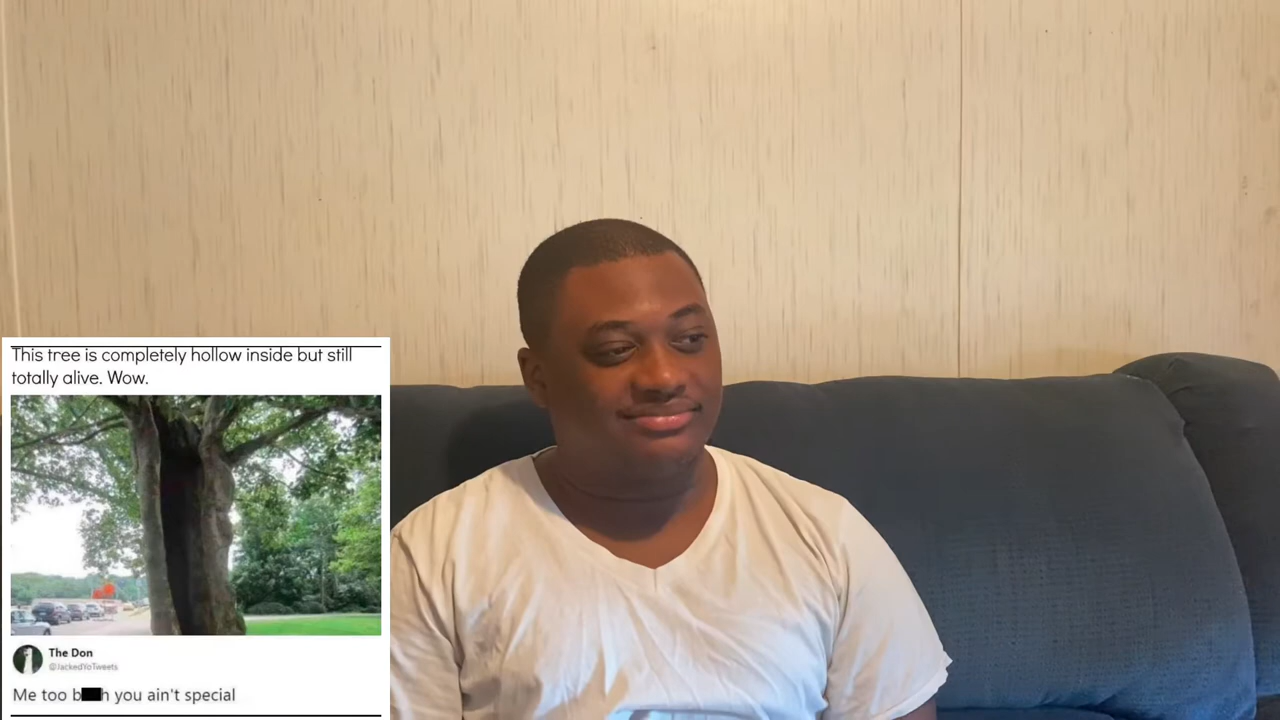 This tree is completely hollow inside but still
totally alive. Wow.
The Don
@JackedYoTweets
Me too b██h you ain't special